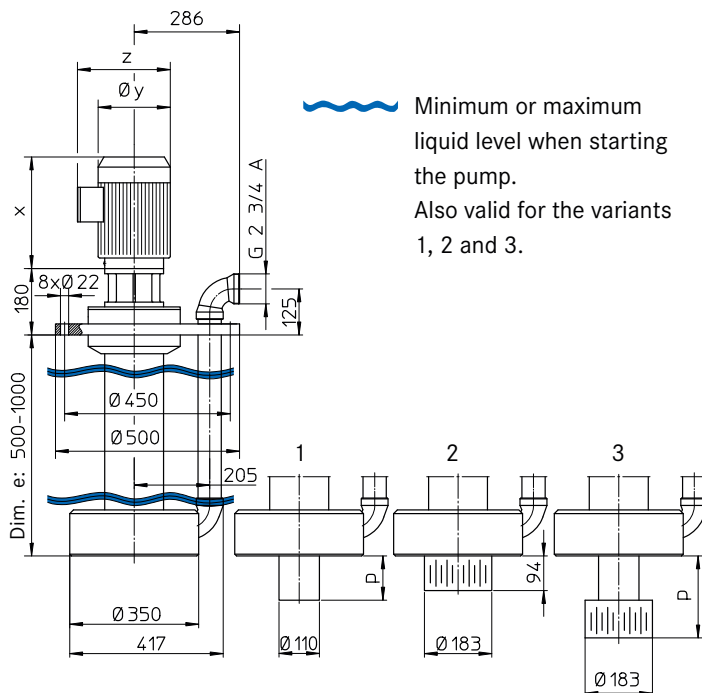 286
z
Øy
Minimum or maximum
liquid level when starting
the pump.
Also valid for the variants
1, 2 and 3.
x
G 2 3/4 A
8xØ22
180
125
Dim. e: 500-1000
Ø450
Ø500
205
1
2
3
p
94
p
Ø350
Ø110
Ø183
417
Ø183